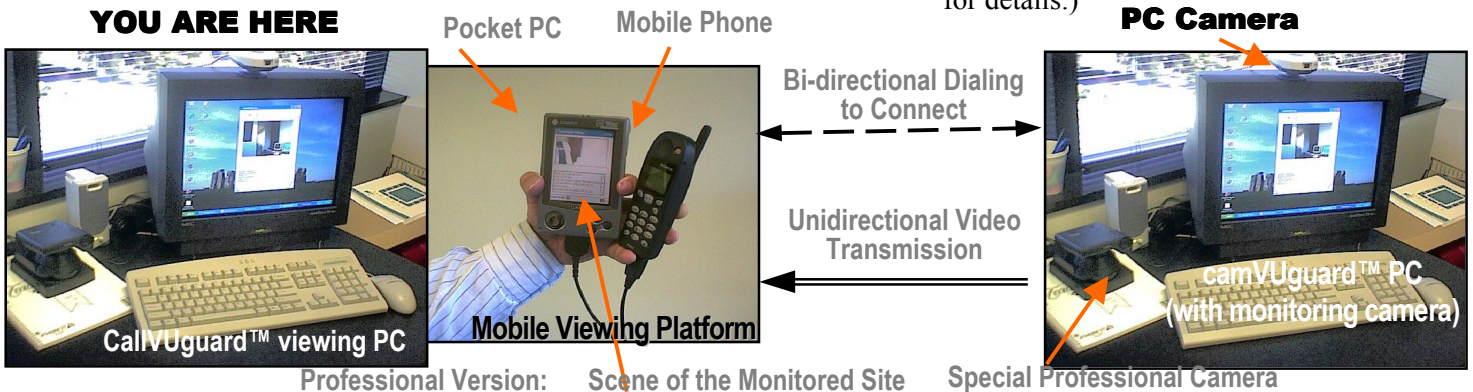 for details.)
YOU ARE HERE
Pocket PC
Mobile Phone
PC Camera
Bi-directional Dialing
to Connect
Unidirectional Video
Transmission
CallVUguard™ viewing PC
Mobile Viewing Platform
camVUguard™ PC
(with monitoring camera)
Professional Version: Scene of the Monitored Site
Special Professional Camera